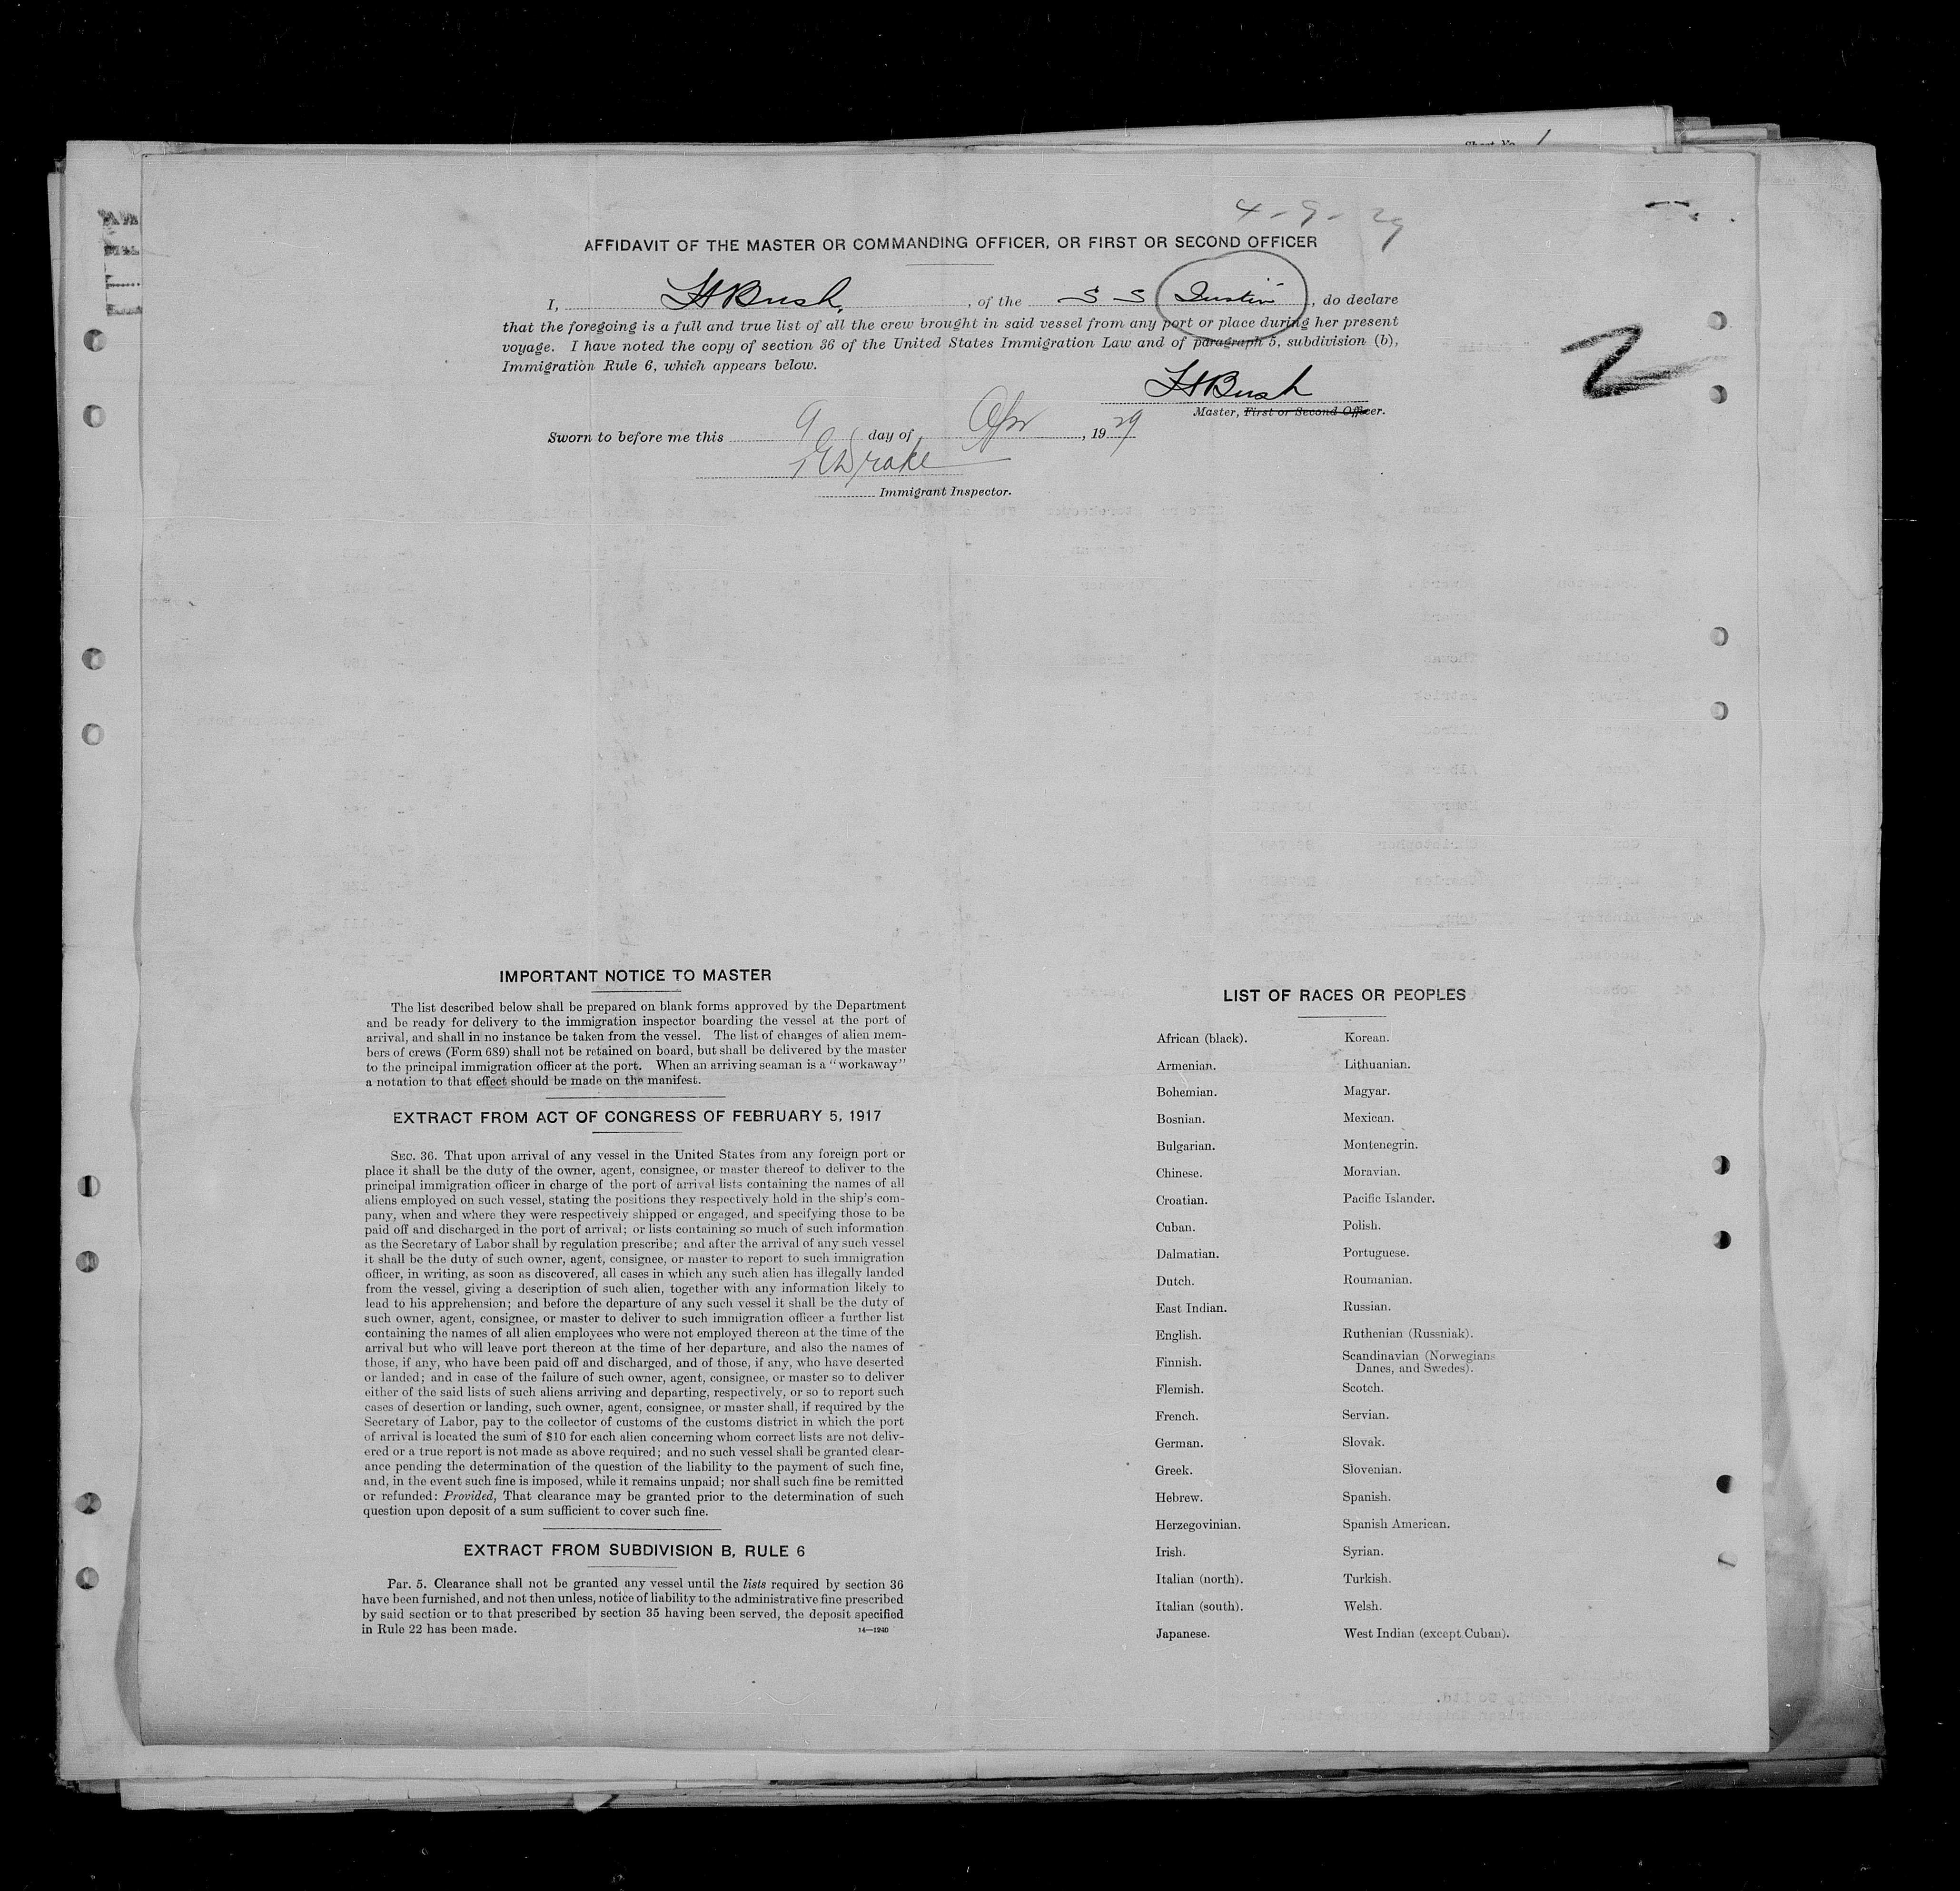 4-9-29
AFFIDAVIT OF THE MASTER OR COMMANDING OFFICER, OR FIRST OR SECOND OFFICER
I, H Bush, of the S S Justin, do declare
that the foregoing is a full and true list of all the crew brought in said vessel from any port or place during her present
voyage. I have noted the copy of section 36 of the United States Immigration Law and of paragraph 5, subdivision (b),
Immigration Rule 6, which appears below.
2
H Bush
Master, First or Second Officer.
Sworn to before me this 9 day of Apr, 1929
Drake
Immigrant Inspector.
IMPORTANT NOTICE TO MASTER
The list described below shall be prepared on blank forms approved by the Department
and be ready for delivery to the immigration inspector boarding the vessel at the port of
arrival, and shall in no instance be taken from the vessel. The list of changes of alien mem-
bers of crews (Form 689) shall not be retained on board, but shall be delivered by the master
to the principal immigration officer at the port. When an arriving seaman is a "workaway"
a notation to that effect should be made on the manifest.
EXTRACT FROM ACT OF CONGRESS OF FEBRUARY 5, 1917
SEC. 36. That upon arrival of any vessel in the United States from any foreign port or
place it shall be the duty of the owner, agent, consignee, or master thereof to deliver to the
principal immigration officer in charge of the port of arrival lists containing the names of all
aliens employed on such vessel, stating the positions they respectively hold in the ship's com-
pany, when and where they were respectively shipped or engaged, and specifying those to be
paid off and discharged in the port of arrival; or lists containing so much of such information
as the Secretary of Labor shall by regulation prescribe; and after the arrival of any such vessel
it shall be the duty of such owner, agent, consignee, or master to report to such immigration
officer, in writing, as soon as discovered, all cases in which any such alien has illegally landed
from the vessel, giving a description of such alien, together with any information likely to
lead to his apprehension; and before the departure of any such vessel it shall be the duty of
such owner, agent, consignee, or master to deliver to such immigration officer a further list
containing the names of all alien employees who were not employed thereon at the time of the
arrival but who will leave port thereon at the time of her departure, and also the names of
those, if any, who have been paid off and discharged, and of those, if any, who have deserted
or landed; and in case of the failure of such owner, agent, consignee, or master so to deliver
either of the said lists of such aliens arriving and departing, respectively, or so to report such
cases of desertion or landing, such owner, agent, consignee, or master shall, if required by the
Secretary of Labor, pay to the collector of customs of the customs district in which the port
of arrival is located the sum of $10 for each alien concerning whom correct lists are not deliv-
ered or a true report is not made as above required; and no such vessel shall be granted clear-
ance pending the determination of the question of the liability to the payment of such fine,
and, in the event such fine is imposed, while it remains unpaid; nor shall such fine be remitted
or refunded: Provided, That clearance may be granted prior to the determination of such
question upon deposit of a sum sufficient to cover such fine.
EXTRACT FROM SUBDIVISION B, RULE 6
Par. 5. Clearance shall not be granted any vessel until the lists required by section 36
have been furnished, and not then unless, notice of liability to the administrative fine prescribed
by said section or to that prescribed by section 35 having been served, the deposit specified
in Rule 22 has been made.
14—1240
LIST OF RACES OR PEOPLES
African (black).
Armenian.
Bohemian.
Bosnian.
Bulgarian.
Chinese.
Croatian.
Cuban.
Dalmatian.
Dutch.
East Indian.
English.
Finnish.
Flemish.
French.
German.
Greek.
Hebrew.
Herzegovinian.
Irish.
Italian (north).
Italian (south).
Japanese.
Korean.
Lithuanian.
Magyar.
Mexican.
Montenegrin.
Moravian.
Pacific Islander.
Polish.
Portuguese.
Roumanian.
Russian.
Ruthenian (Russniak).
Scandinavian (Norwegians
Danes, and Swedes).
Scotch.
Servian.
Slovak.
Slovenian.
Spanish.
Spanish American.
Syrian.
Turkish.
Welsh.
West Indian (except Cuban).